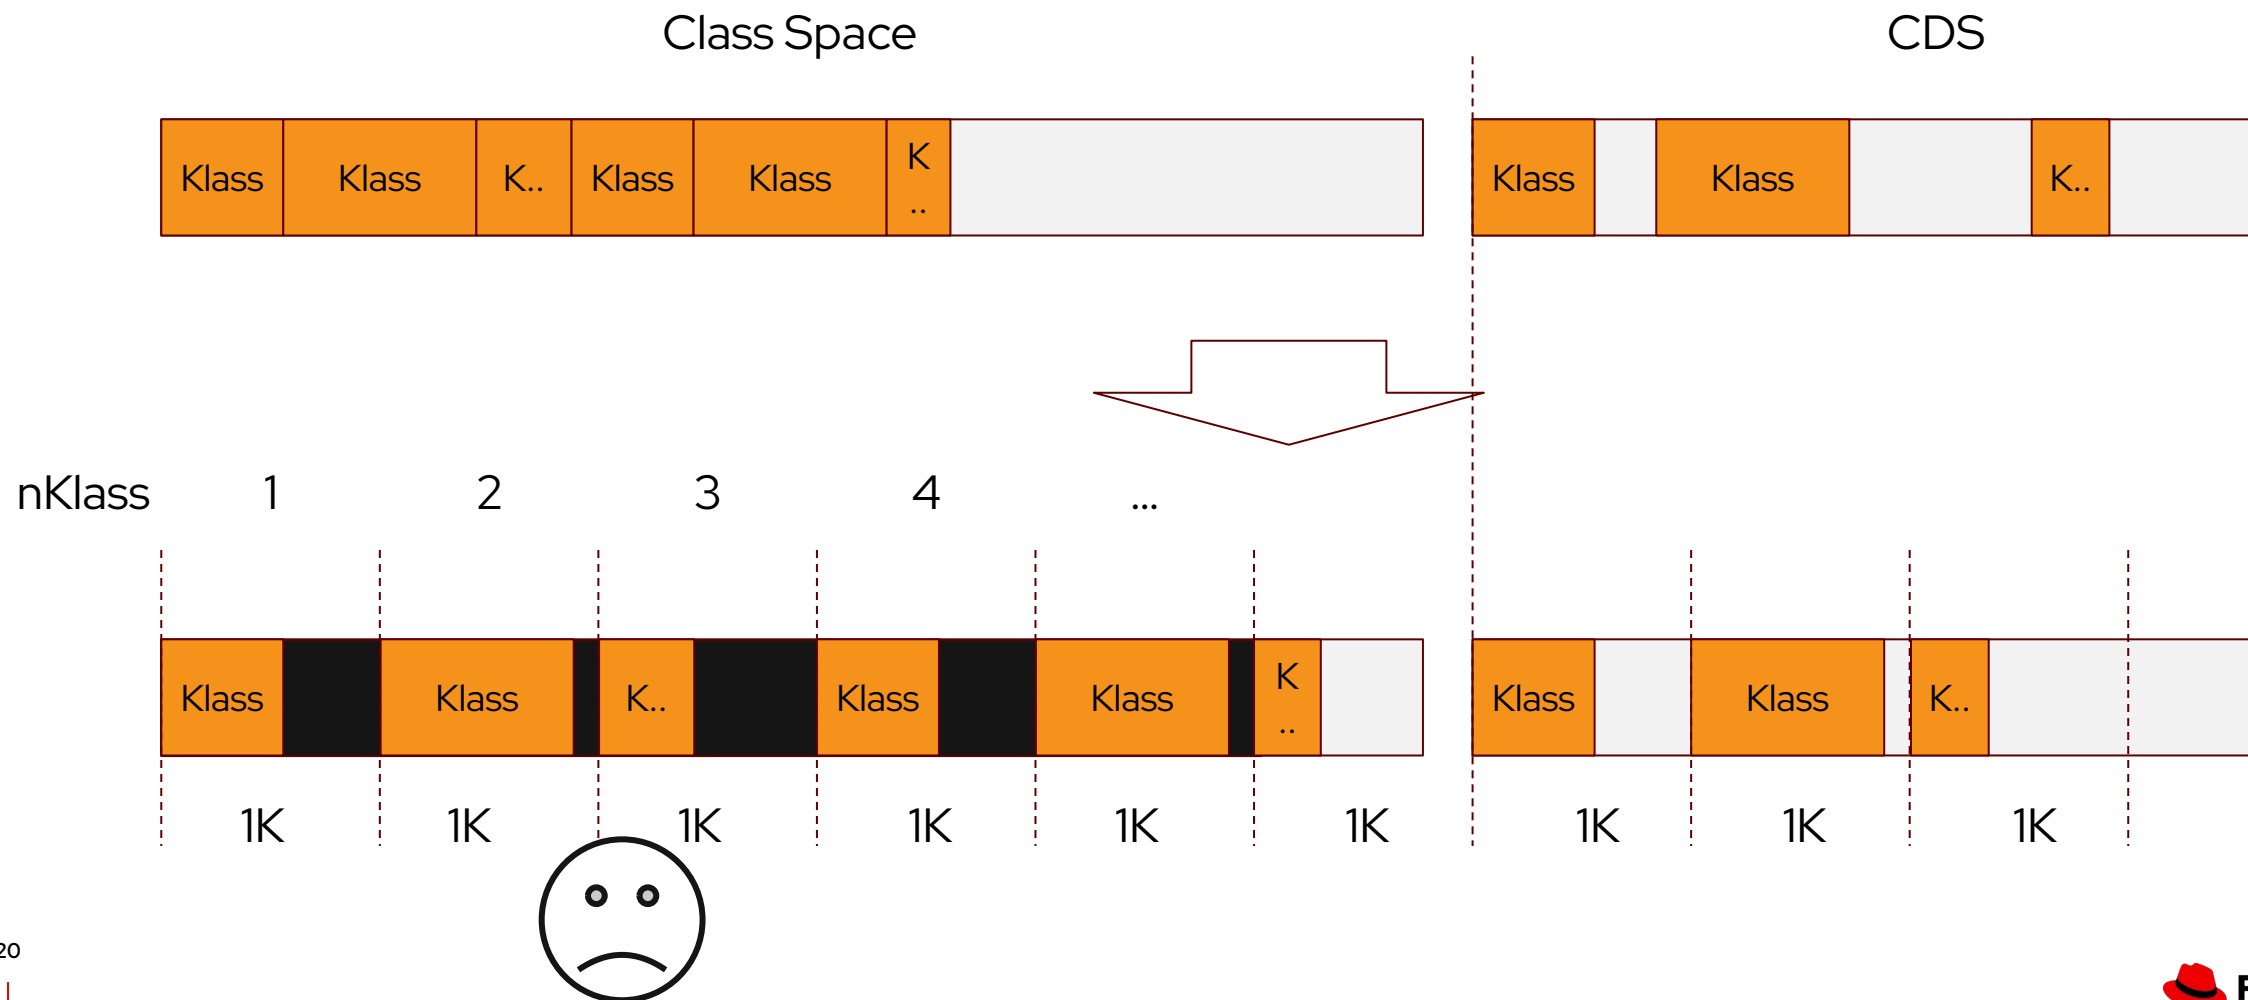 Class Space
CDS
Klass Klass K.. Klass Klass K
..
Klass Klass K..
nKlass 1 2 3 4 ...
Klass Klass K.. Klass Klass K
..
Klass Klass K..
1K 1K 1K 1K 1K 1K 1K 1K 1K
20